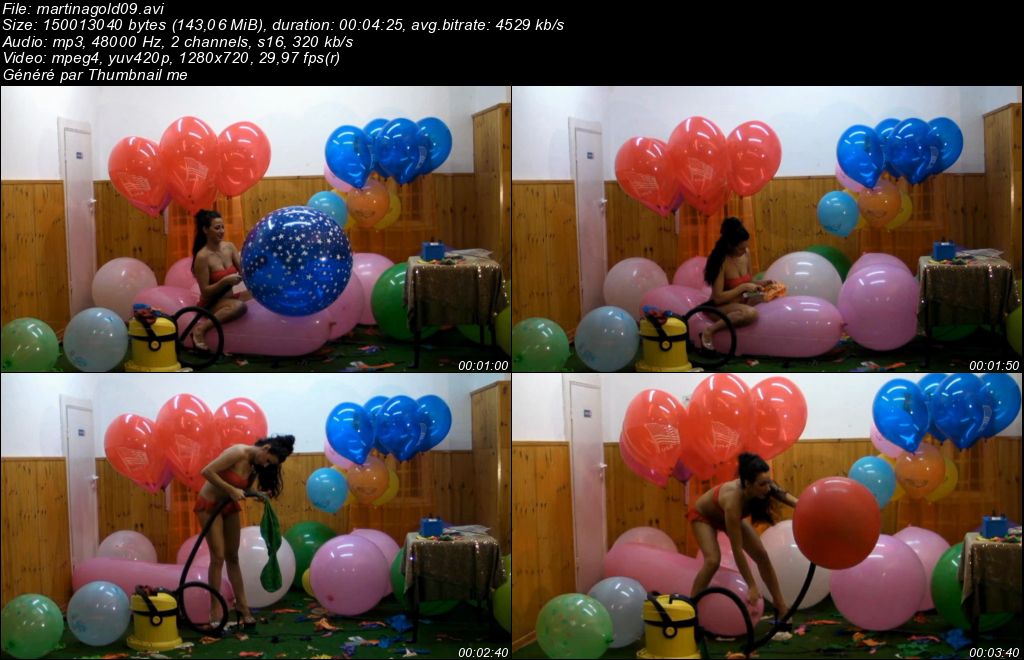 File: martinagold09.avi
Size: 150013040 bytes (143,06 MiB), duration: 00:04:25, avg.bitrate: 4529 kb/s
Audio: mp3, 48000 Hz, 2 channels, s16, 320 kb/s
Video: mpeg4, yuv420p, 1280x720, 29,97 fps(r)
Généré par Thumbnail me
00:01:00
00:01:50
00:02:40
00:03:40